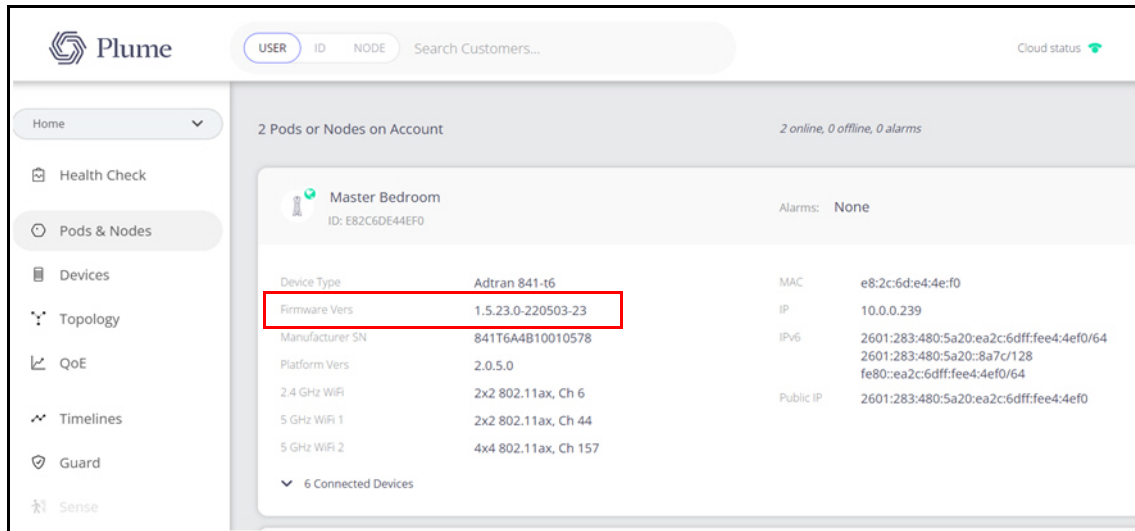 Plume
USER ID NODE Search Customers...
Cloud status
Home
Health Check
Pods & Nodes
Devices
Topology
QoE
Timelines
Guard
Sense
2 Pods or Nodes on Account
2 online, 0 offline, 0 alarms
Master Bedroom
ID: E82C6DE44EF0
Alarms: None
Device Type Adtran 841-t6
Firmware Vers 1.5.23.0-220503-23
Manufacturer SN 841T6A4B10010578
Platform Vers 2.0.5.0
2.4 GHz WiFi 2x2 802.11ax, Ch 6
5 GHz WiFi 1 2x2 802.11ax, Ch 44
5 GHz WiFi 2 4x4 802.11ax, Ch 157
6 Connected Devices
MAC e8:2c:6d:e4:4e:f0
IP 10.0.0.239
IPv6 2601:283:480:5a20:ea2c:6dff:fee4:4ef0/64
2601:283:480:5a20::8a7c/128
fe80::ea2c:6dff:fee4:4ef0/64
Public IP 2601:283:480:5a20:ea2c:6dff:fee4:4ef0